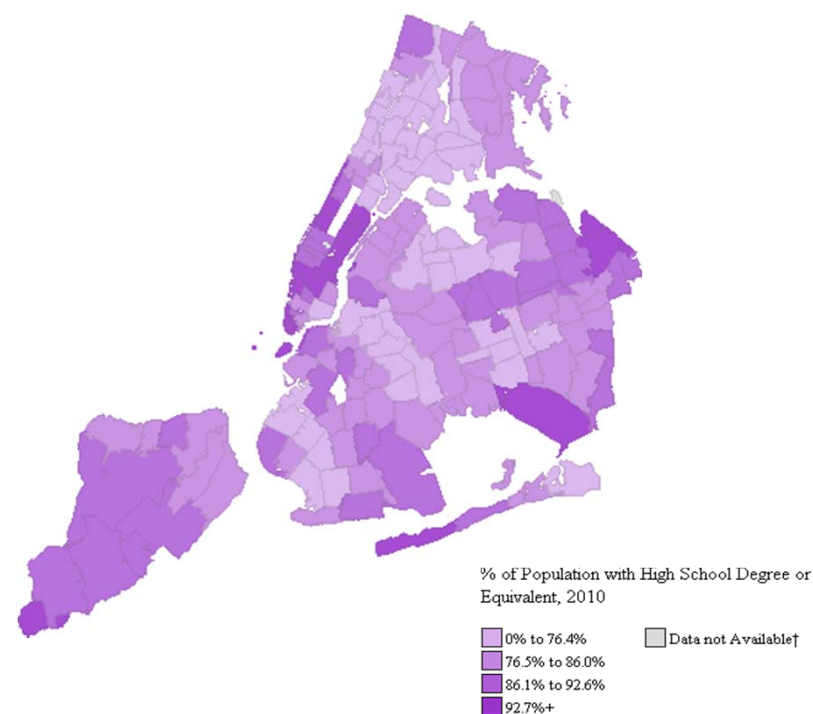 % of Population with High School Degree or
Equivalent, 2010
0% to 76.4%
Data not Available†
76.5% to 86.0%
86.1% to 92.6%
92.7%+